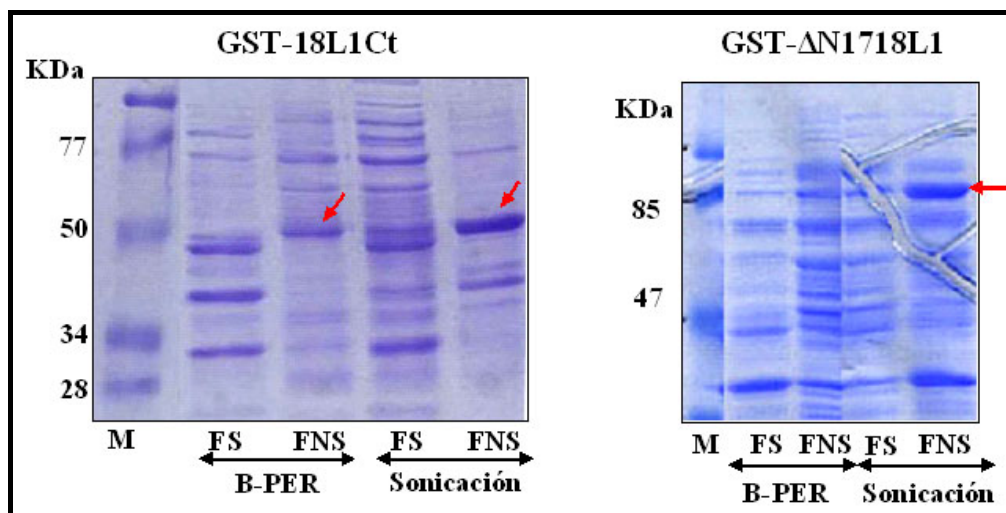 GST-18L1Ct
KDa
77
50
34
28
M FS FNS FS FNS
B-PER Sonicación
GST-ΔN1718L1
KDa
85
47
M FS FNS FS FNS
B-PER Sonicación